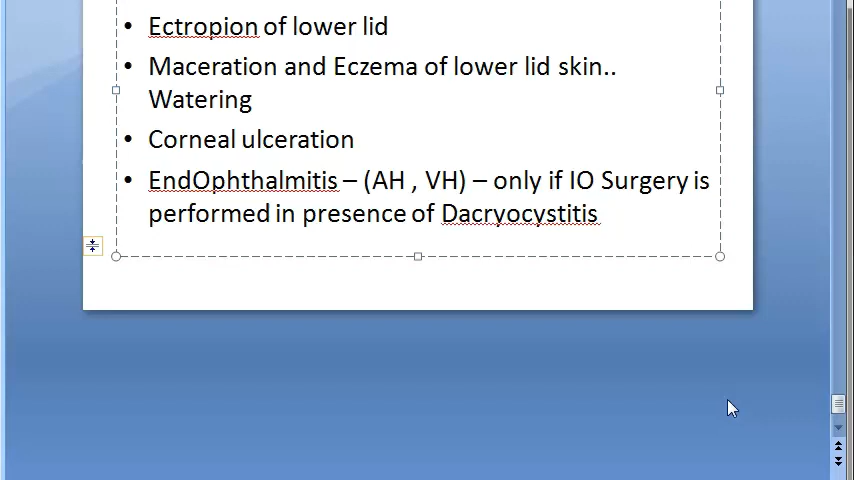 • Ectropion of lower lid
• Maceration and Eczema of lower lid skin..
Watering
• Corneal ulceration
• EndOphthalmitis – (AH , VH) – only if IO Surgery is
performed in presence of Dacryocystitis